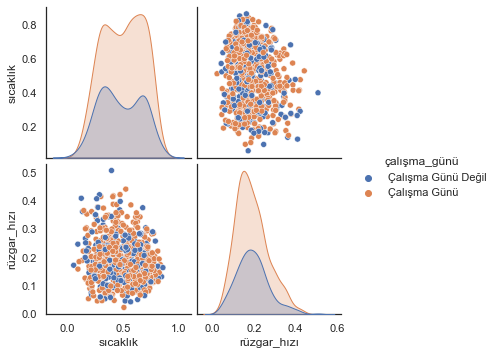 sıcaklık
0.8
0.6
0.4
0.2
rüzgar_hızı
0.5
0.4
0.3
0.2
0.1
0.0
0.0 0.5 1.0
sıcaklık
0.0 0.2 0.4 0.6
rüzgar_hızı
çalışma_günü
Çalışma Günü Değil
Çalışma Günü